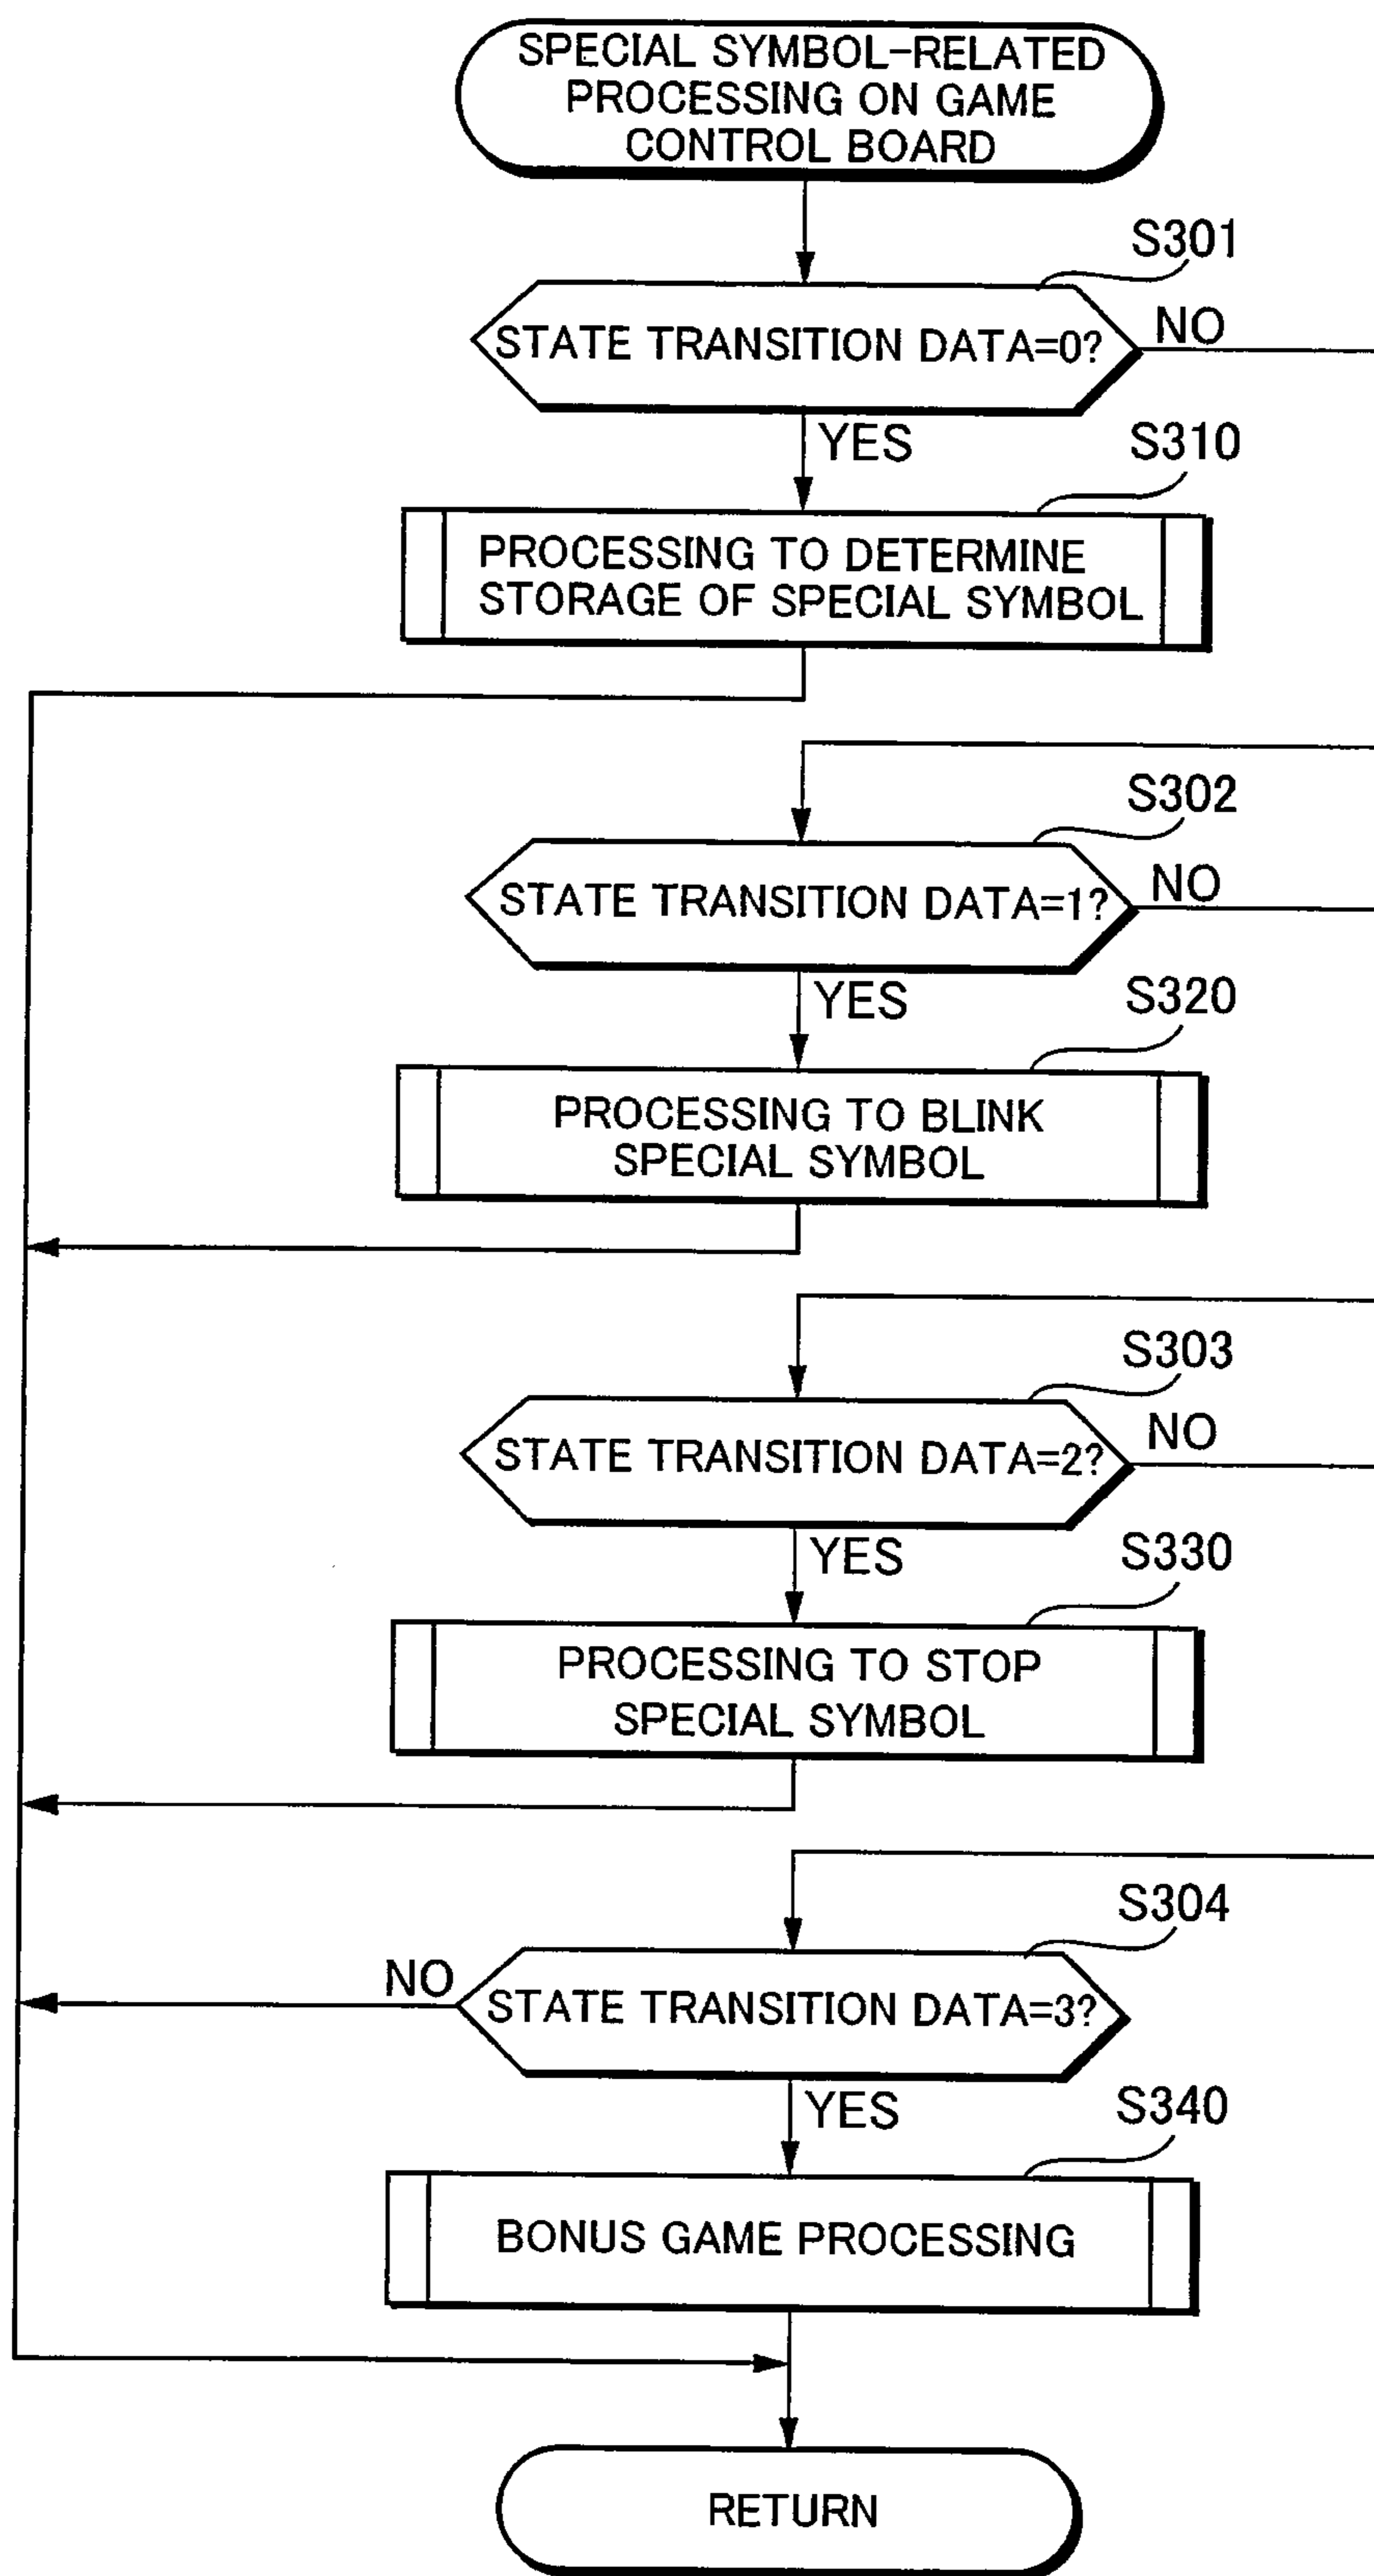 SPECIAL SYMBOL-RELATED
PROCESSING ON GAME
CONTROL BOARD
S301
STATE TRANSITION DATA=0?
NO
YES
S310
PROCESSING TO DETERMINE
STORAGE OF SPECIAL SYMBOL
S302
STATE TRANSITION DATA=1?
NO
YES
S320
PROCESSING TO BLINK
SPECIAL SYMBOL
S303
STATE TRANSITION DATA=2?
NO
YES
S330
PROCESSING TO STOP
SPECIAL SYMBOL
S304
NO
STATE TRANSITION DATA=3?
YES
S340
BONUS GAME PROCESSING
RETURN